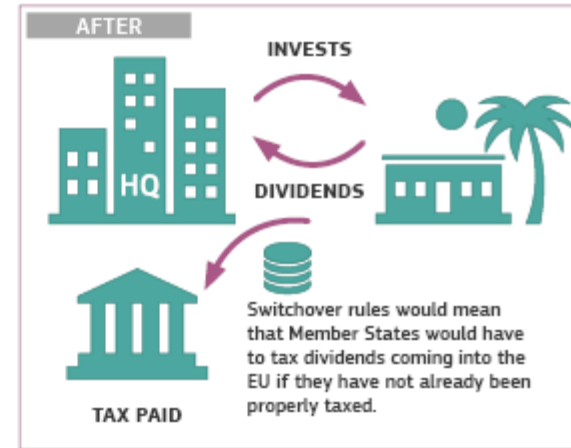 AFTER
INVESTS
HQ
DIVIDENDS
Switchover rules would mean
that Member States would have
to tax dividends coming into the
EU if they have not already been
properly taxed.
TAX PAID